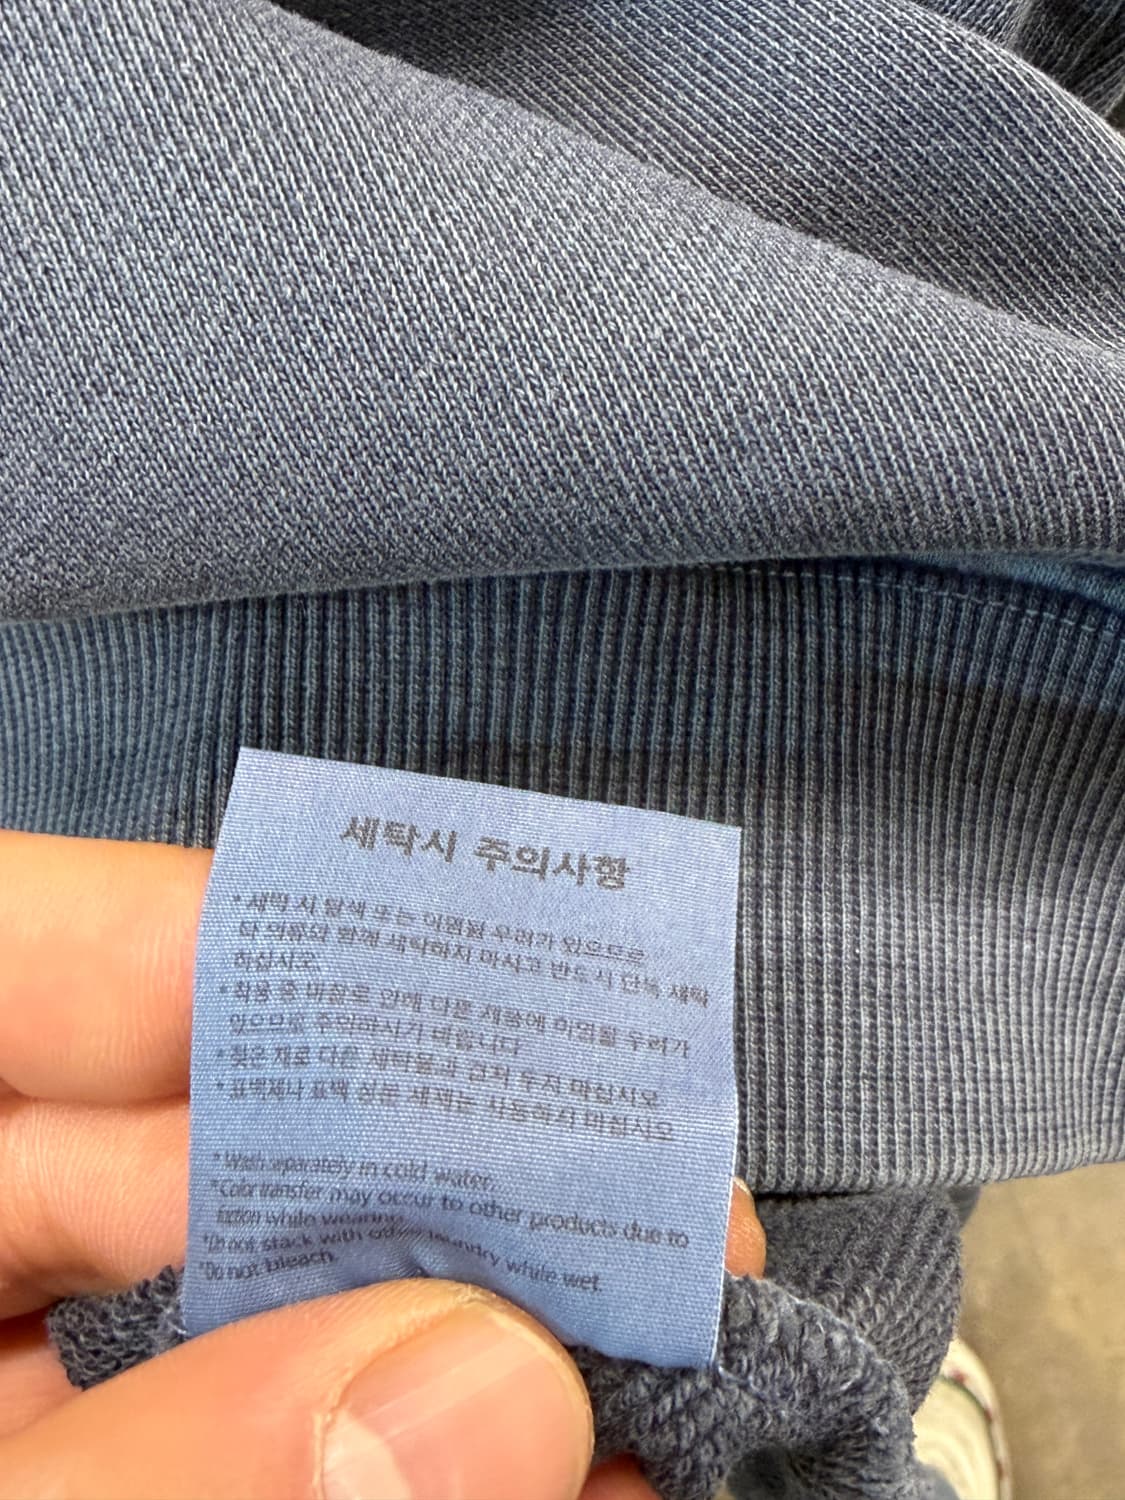 세탁시 주의사항
* 세탁 시 탈색 또는 이염될 우려가 있으므로
타 의류와 함께 세탁하지 마시고 반드시 단독 세탁
하십시오.
* 착용 중 마찰로 인해 다른 제품에 이염될 우려가
있으므로 주의하시기 바랍니다
* 젖은 채로 다른 세탁물과 겹쳐 두지 마십시오
* 표백제나 표백 성분 세제는 사용하지 마십시오
* Wash separately in cold water.
*Color transfer may occur to other products due to
friction while wearing.
*Do not stack with other laundry while wet.
*Do not bleach.